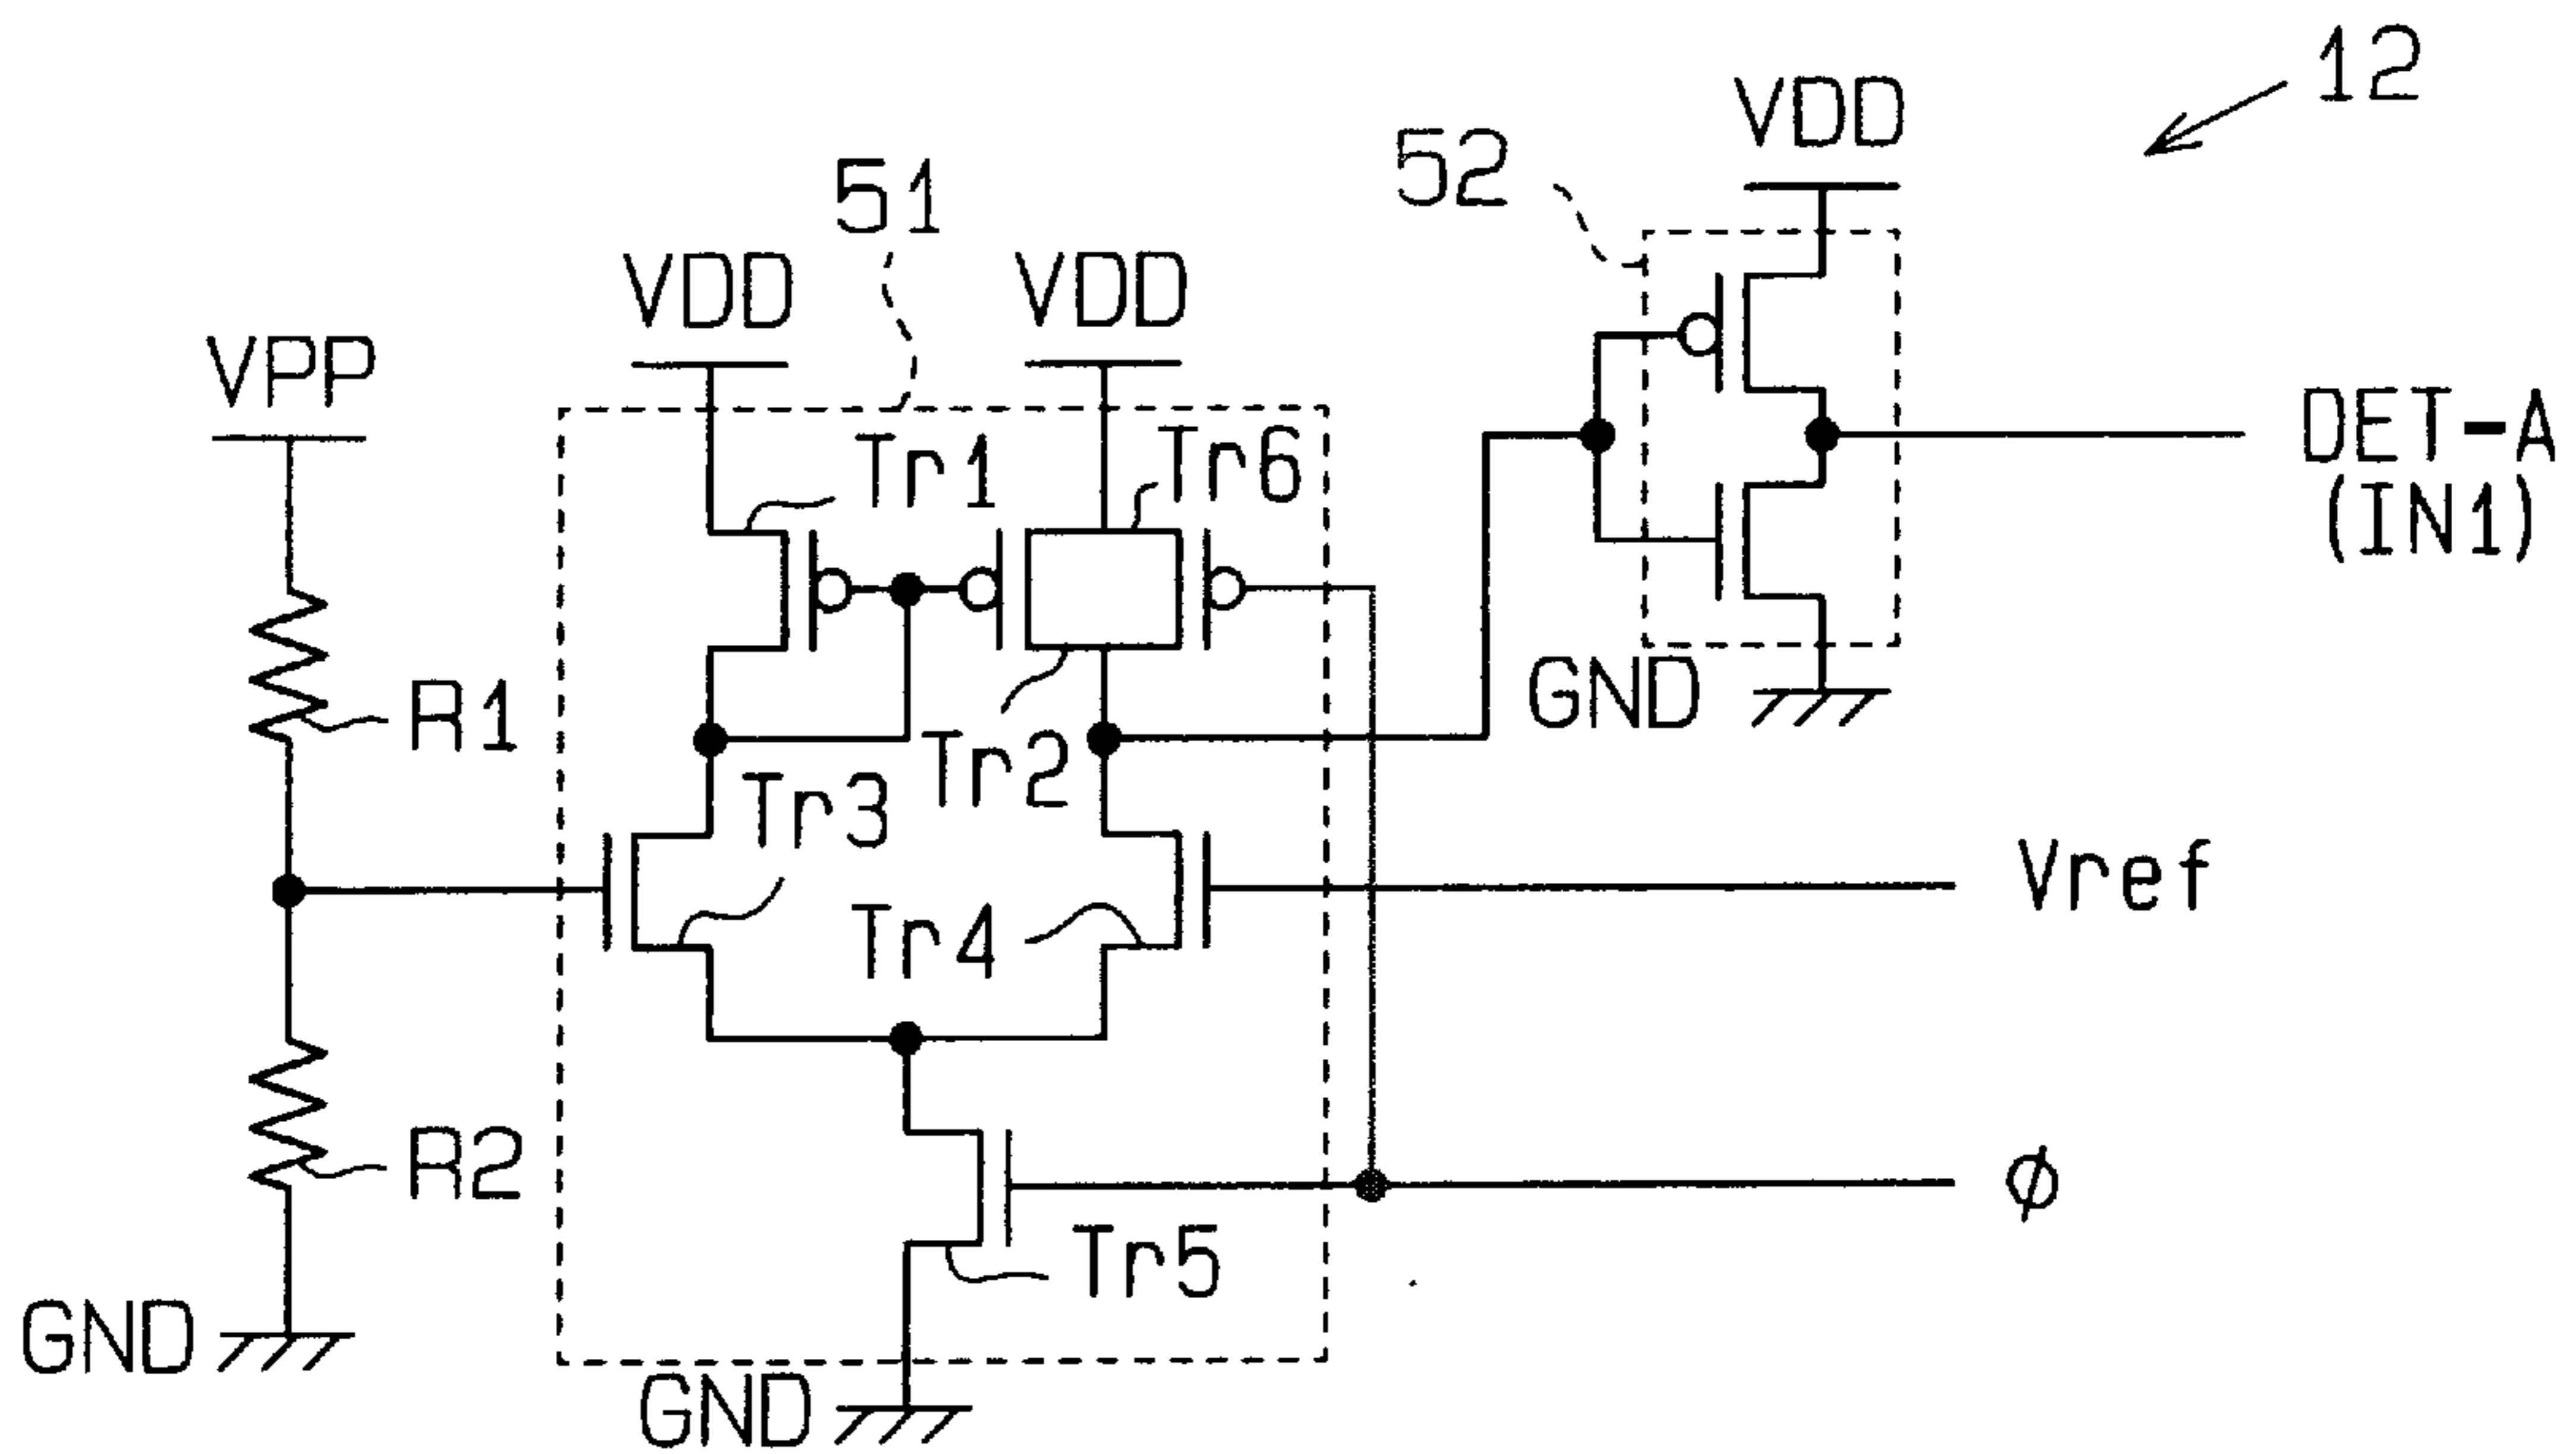 12
VDD
52
51
VDD
VDD
VPP
Tr1
Tr6
DET-A
(IN1)
R1
GND
Tr2
Tr3
Vref
Tr4
R2
φ
Tr5
GND
GND